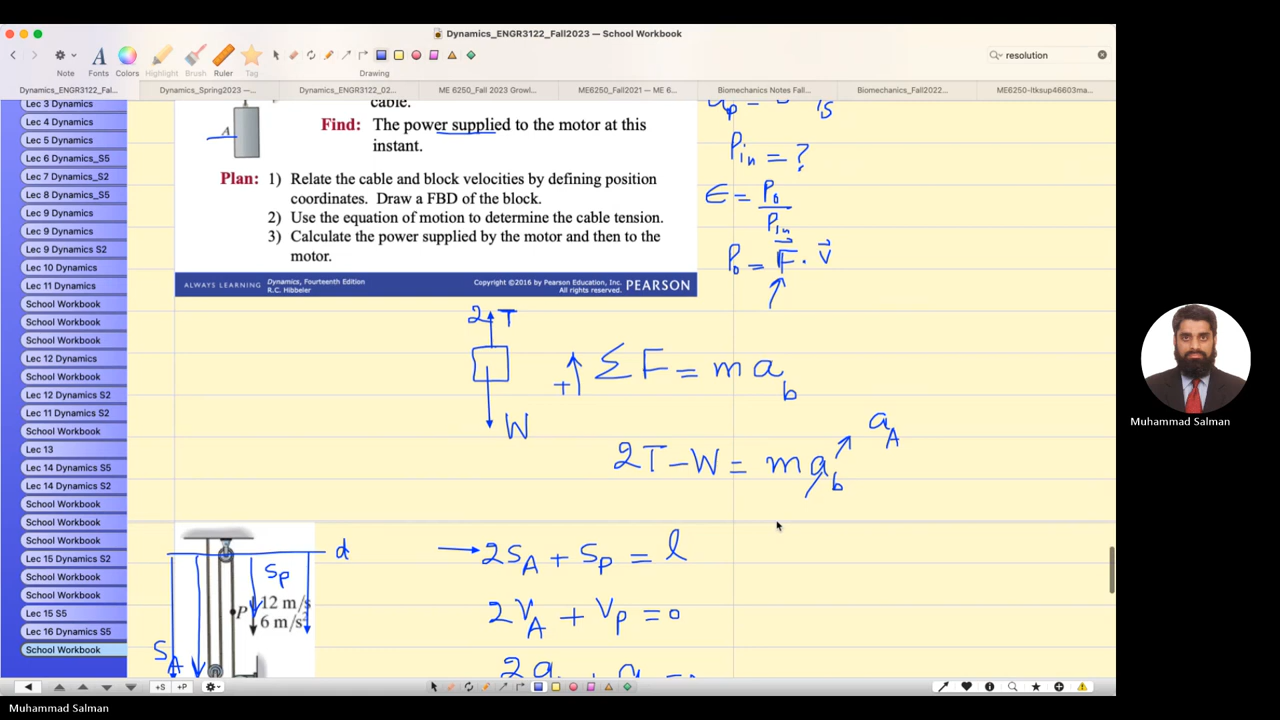 Dynamics_ENGR3122_Fall2023 — School Workbook
Note
Fonts
Colors
Highlight
Brush
Ruler
Tag
Drawing
resolution
Dynamics_ENGR3122_Fal...
Dynamics_Spring2023 —...
Dynamics_ENGR3122_02...
ME 6250_Fall 2023 Growl...
ME6250_Fall2021 — ME 6...
Biomechanics Notes Fall...
Biomechanics_Fall2022...
ME6250-ltksup46603ma...
Lec 3 Dynamics
Lec 4 Dynamics
Lec 5 Dynamics
Lec 6 Dynamics_S5
Lec 7 Dynamics_S2
Lec 8 Dynamics_S5
Lec 9 Dynamics
Lec 9 Dynamics
Lec 9 Dynamics S2
Lec 10 Dynamics
Lec 11 Dynamics
School Workbook
School Workbook
School Workbook
Lec 12 Dynamics
School Workbook
Lec 12 Dynamics S2
Lec 11 Dynamics S2
School Workbook
Lec 13
Lec 14 Dynamics S5
Lec 14 Dynamics S2
School Workbook
School Workbook
School Workbook
Lec 15 Dynamics S2
School Workbook
School Workbook
Lec 15 S5
Lec 16 Dynamics S5
School Workbook
A
cable.
Find: The power supplied to the motor at this
instant.
Plan: 1) Relate the cable and block velocities by defining position
coordinates. Draw a FBD of the block.
2) Use the equation of motion to determine the cable tension.
3) Calculate the power supplied by the motor and then to the
motor.
ALWAYS LEARNING
Dynamics, Fourteenth Edition
R.C. Hibbeler
Copyright ©2016 by Pearson Education, Inc.
All rights reserved.
PEARSON
P_in = ?
ϵ = P_o / P_in
P_o = F⃗ · v⃗
2T
W
+↑ ΣF = m a_b
a_A
2T - W = m a_b
d
S_P
P
12 m/s
6 m/s²
S_A
→ 2S_A + S_P = l
2V_A + V_P = 0
+S
+P
Muhammad Salman
Muhammad Salman